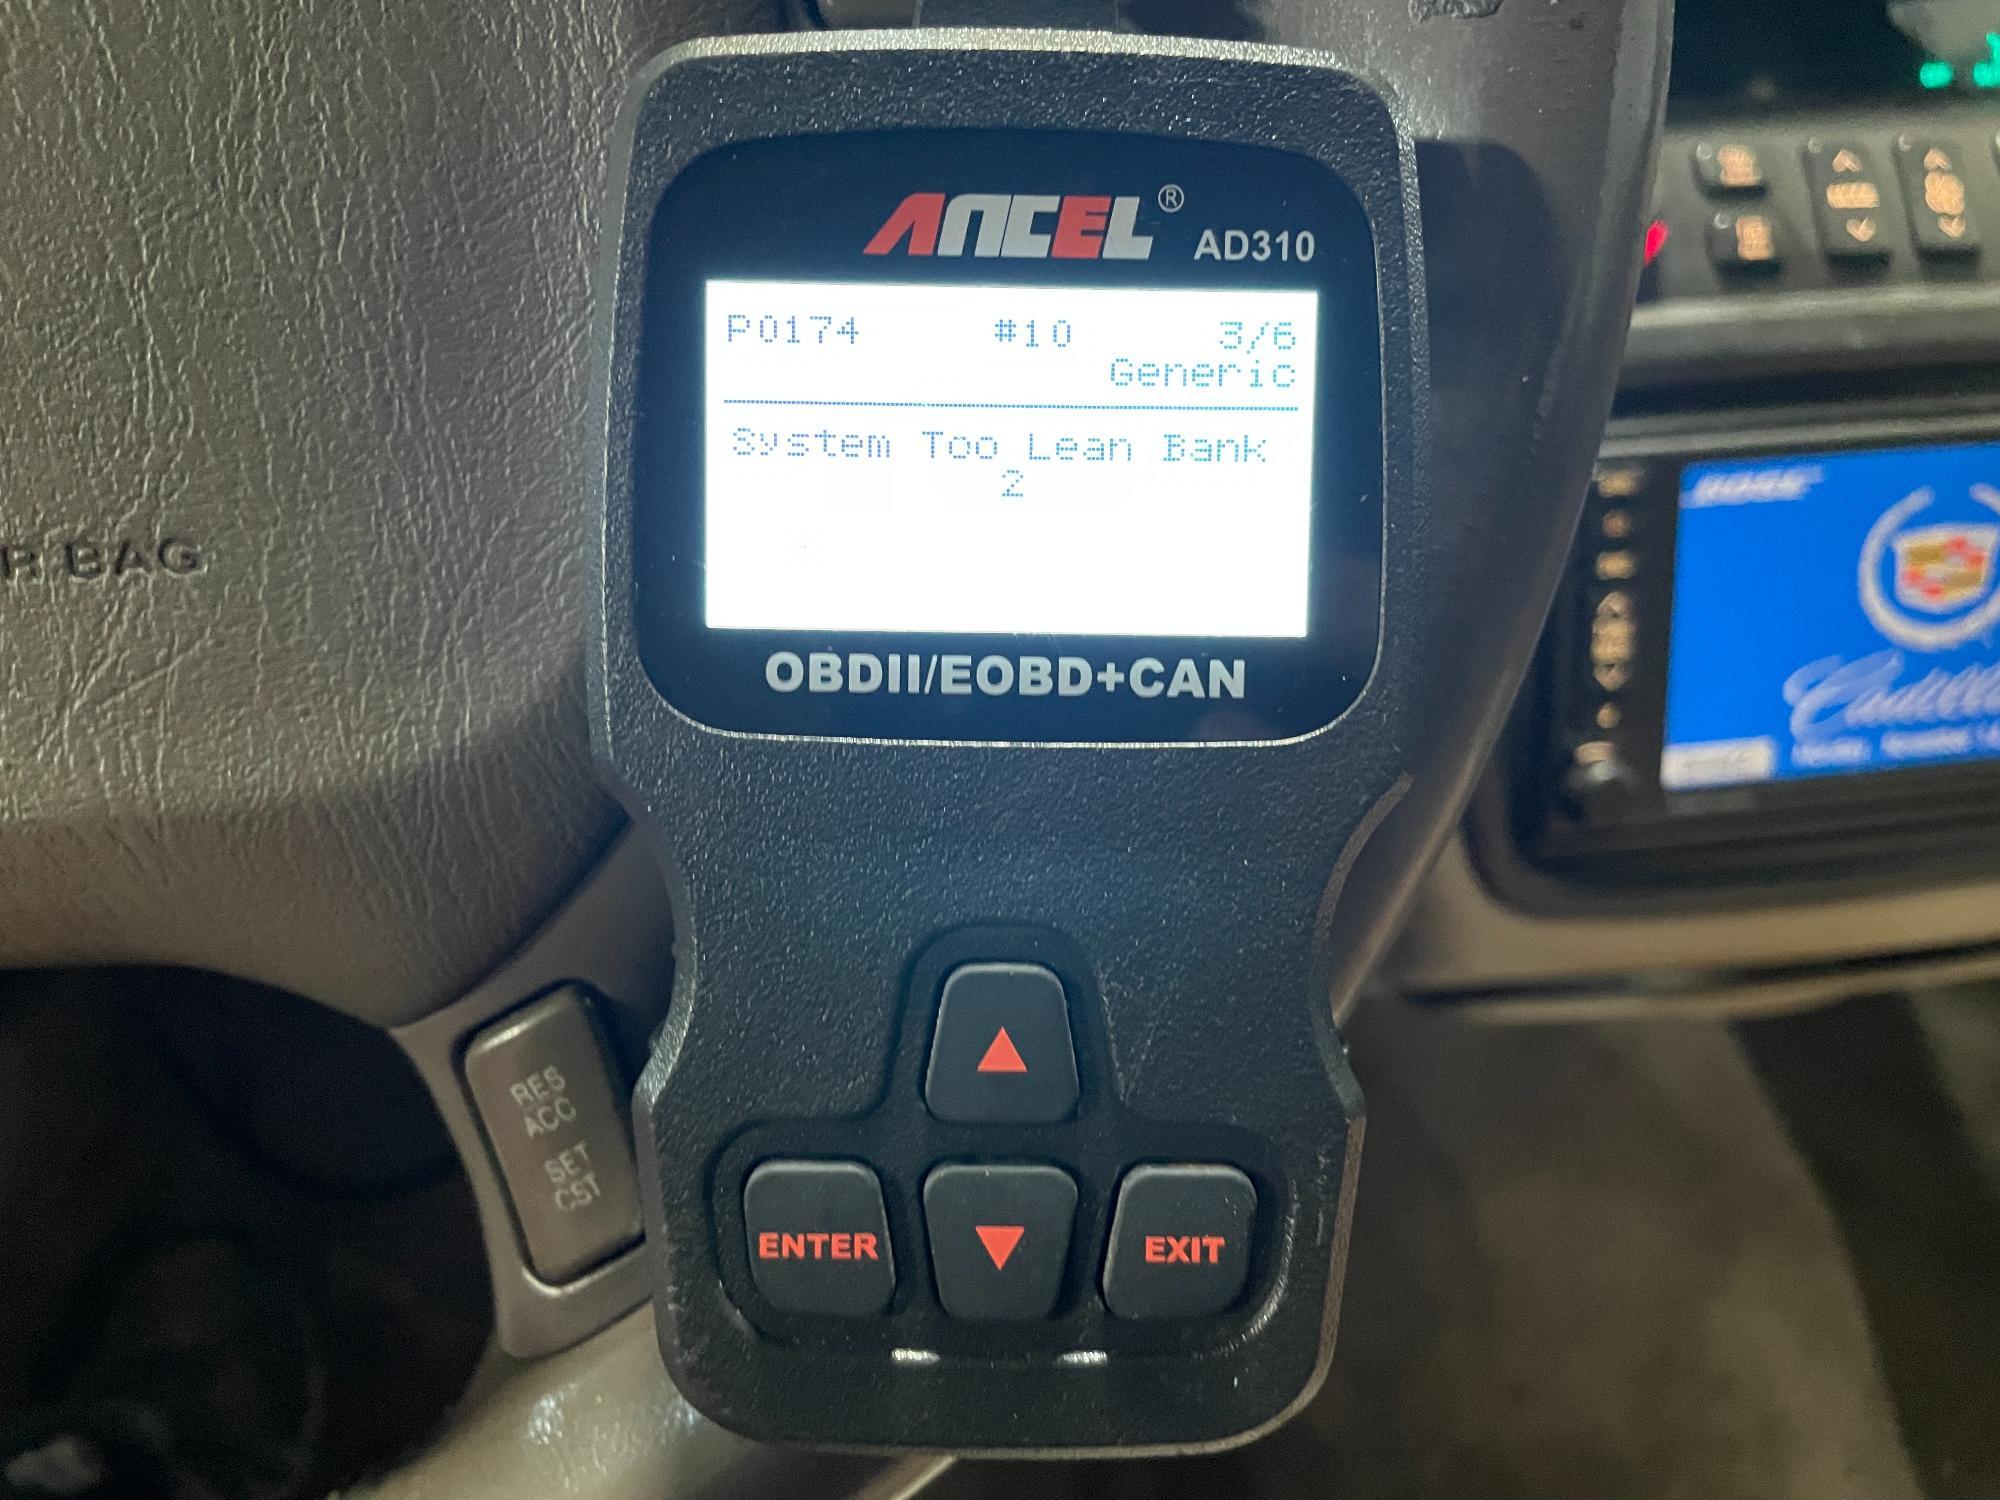 ANCEL® AD310
P0174 #10 3/6
Generic
System Too Lean Bank
2
OBDII/EOBD+CAN
ENTER
EXIT
R BAG
RES
ACC
SET
CST
BOSE